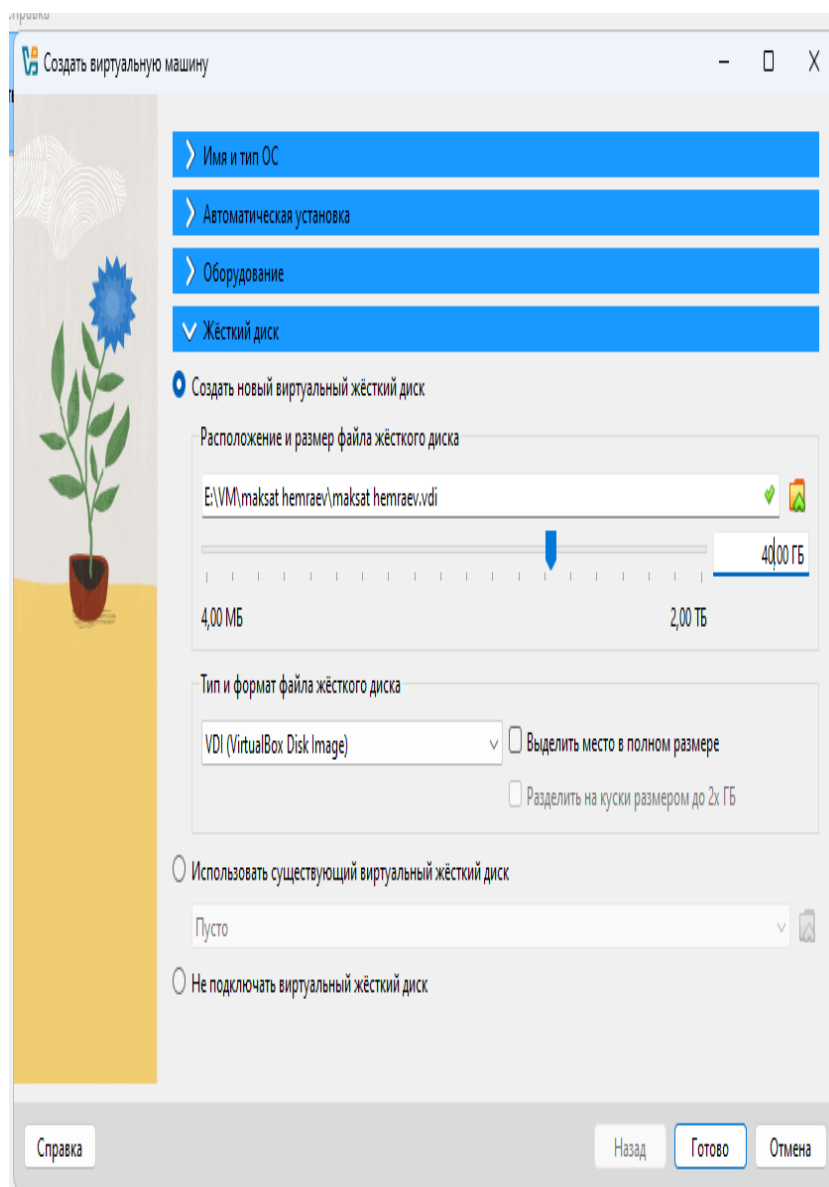 Справка
Создать виртуальную машину
Имя и тип ОС
Автоматическая установка
Оборудование
Жёсткий диск
Создать новый виртуальный жёсткий диск
Расположение и размер файла жёсткого диска
E:\VM\maksat hemraev\maksat hemraev.vdi
40,00 ГБ
4,00 МБ 2,00 ТБ
Тип и формат файла жёсткого диска
VDI (VirtualBox Disk Image) Выделить место в полном размере
Разделить на куски размером до 2х ГБ
Использовать существующий виртуальный жёсткий диск
Пусто
Не подключать виртуальный жёсткий диск
Справка Назад Готово Отмена